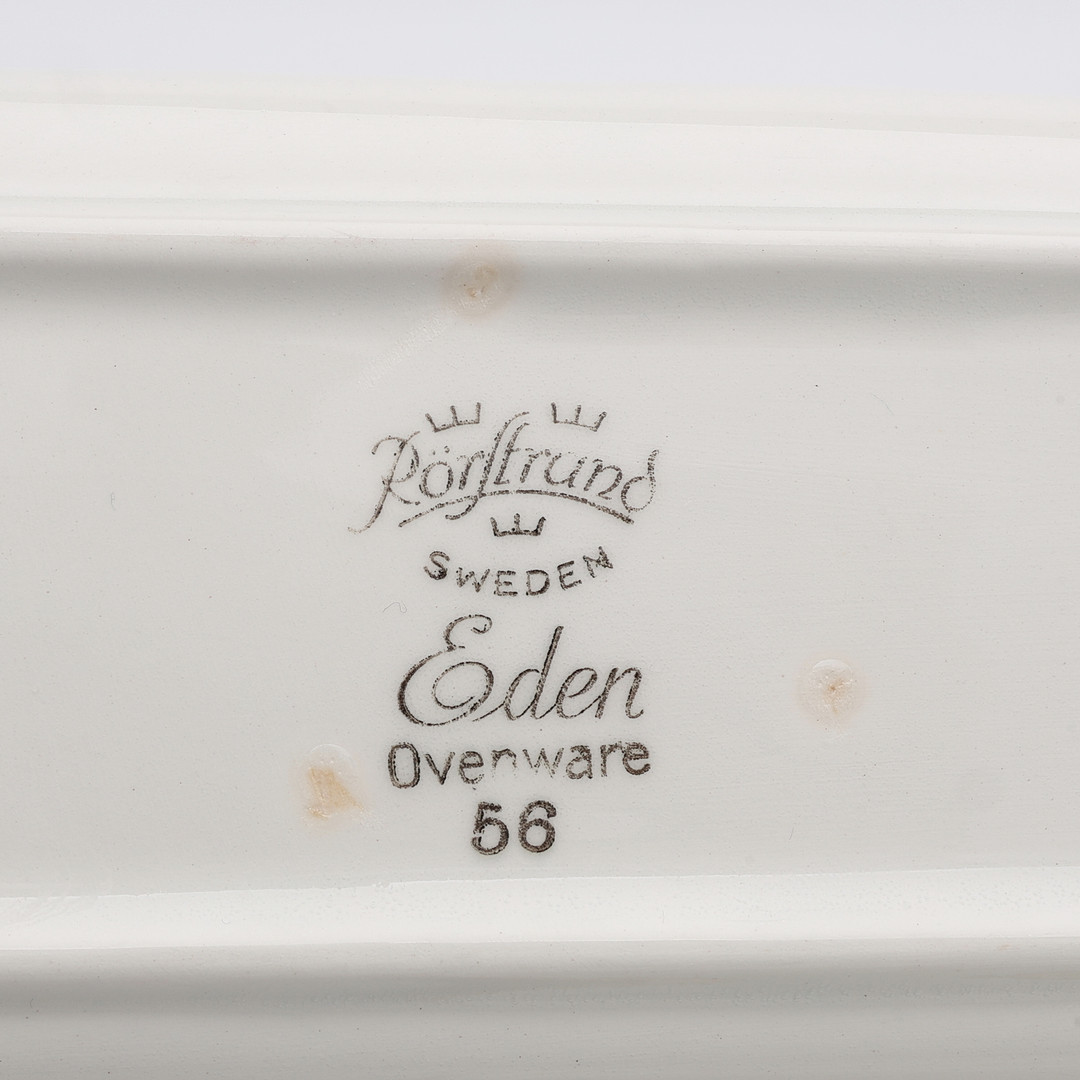 Rörstrand
SWEDEN
Eden
Ovenware
56